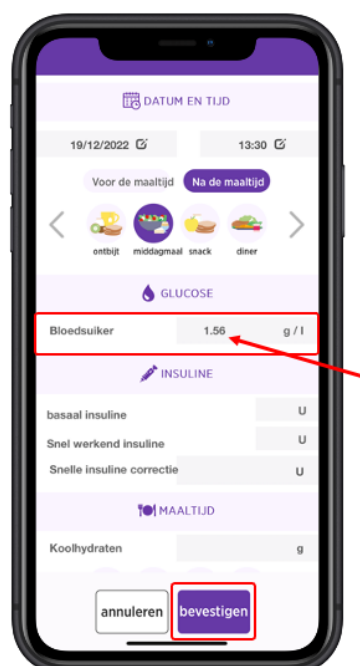 DATUM EN TIJD
19/12/2022 13:30
Voor de maaltijd Na de maaltijd
ontbijt middagmaal snack diner
GLUCOSE
Bloedsuiker 1.56 g / l
INSULINE
basaal insuline U
Snel werkend insuline U
Snelle insuline correctie U
MAALTIJD
Koolhydraten g
annuleren bevestigen